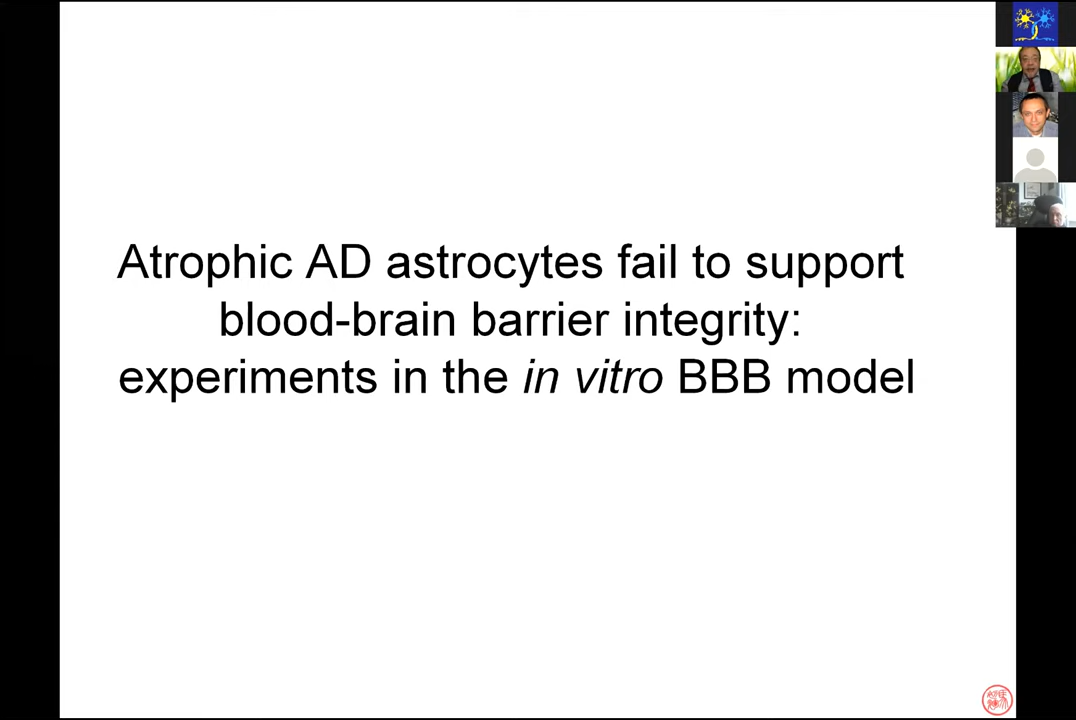 Atrophic AD astrocytes fail to support
blood-brain barrier integrity:
experiments in the in vitro BBB model